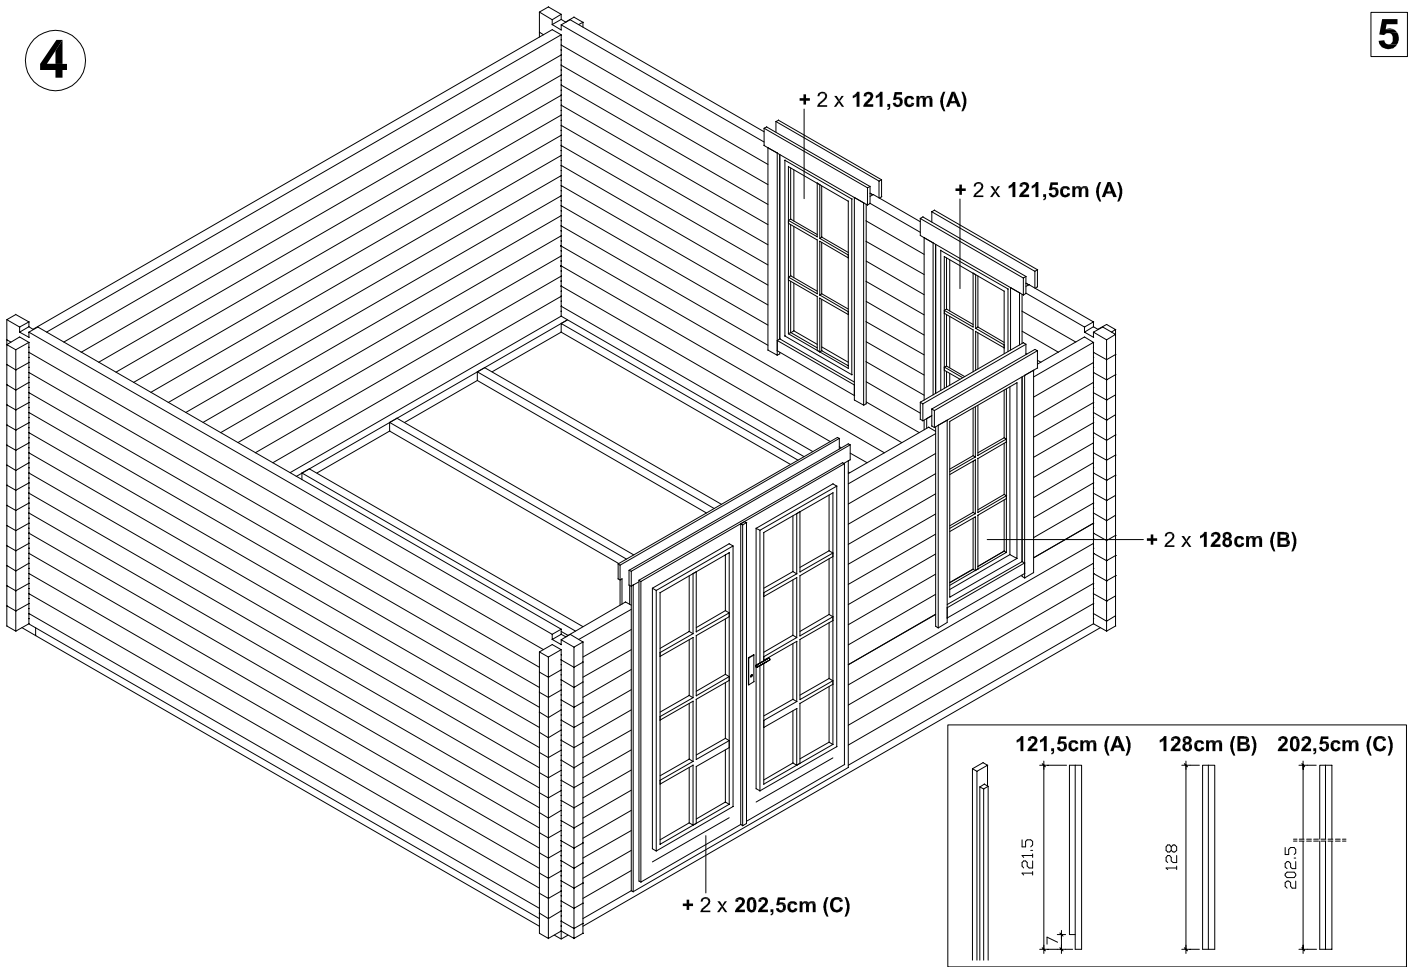 4
5
+ 2 x 121,5cm (A)
+ 2 x 121,5cm (A)
+ 2 x 128cm (B)
+ 2 x 202,5cm (C)
121,5cm (A) 128cm (B) 202,5cm (C)
121.5
7
128
202.5